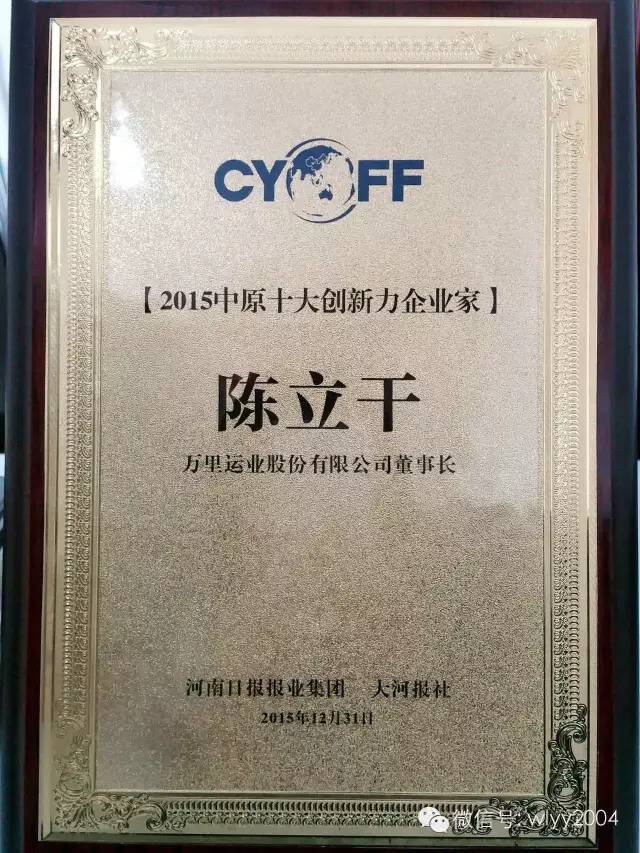 CYOFF
【2015中原十大创新力企业家】
陈立干
万里运业股份有限公司董事长
河南日报报业集团 大河报社
2015年12月31日
微信号: wlyy2004